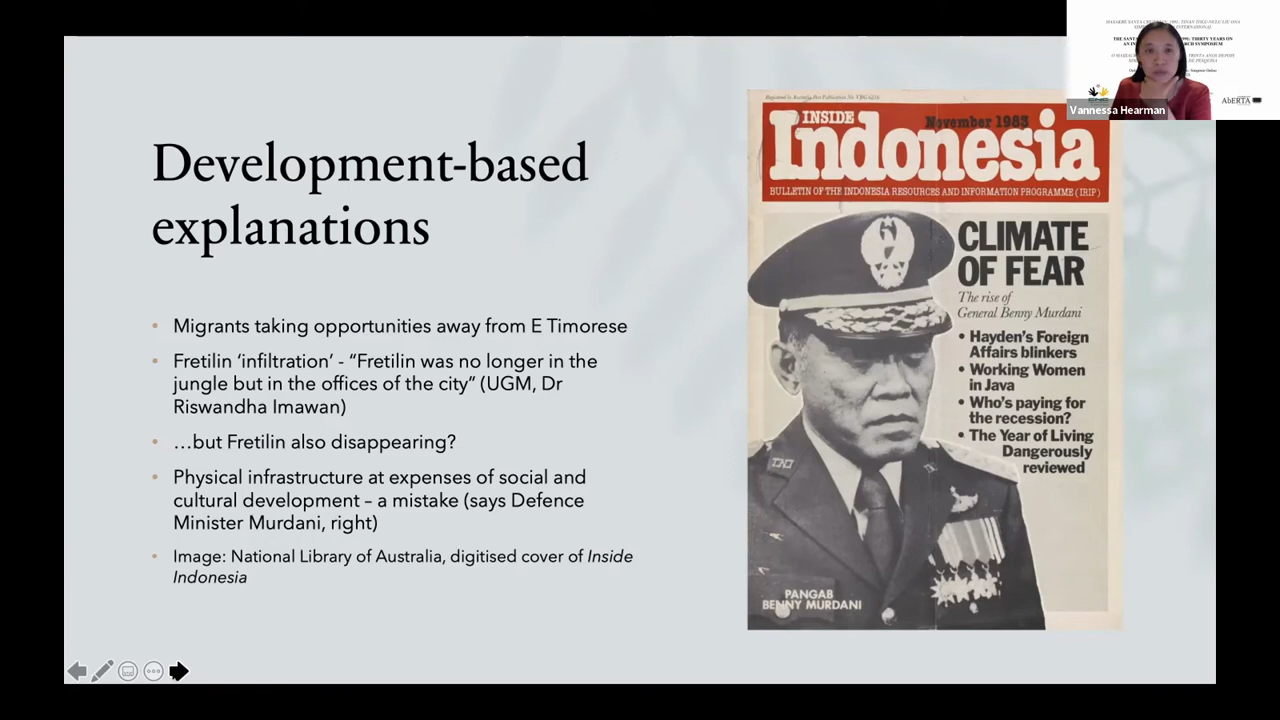 Development-based
explanations
Migrants taking opportunities away from E Timorese
Fretilin ‘infiltration’ - “Fretilin was no longer in the
jungle but in the offices of the city” (UGM, Dr
Riswandha Imawan)
…but Fretilin also disappearing?
Physical infrastructure at expenses of social and
cultural development – a mistake (says Defence
Minister Murdani, right)
Image: National Library of Australia, digitised cover of Inside
Indonesia
INSIDE
November 1983
Indonesia
BULLETIN OF THE INDONESIA RESOURCES AND INFORMATION PROGRAMME (IRIP)
CLIMATE
OF FEAR
The rise of
General Benny Murdani
• Hayden's Foreign
Affairs blinkers
• Working Women
in Java
• Who's paying for
the recession?
• The Year of Living
Dangerously
reviewed
PANGAB
BENNY MURDANI
Vannessa Hearman
AbERTA